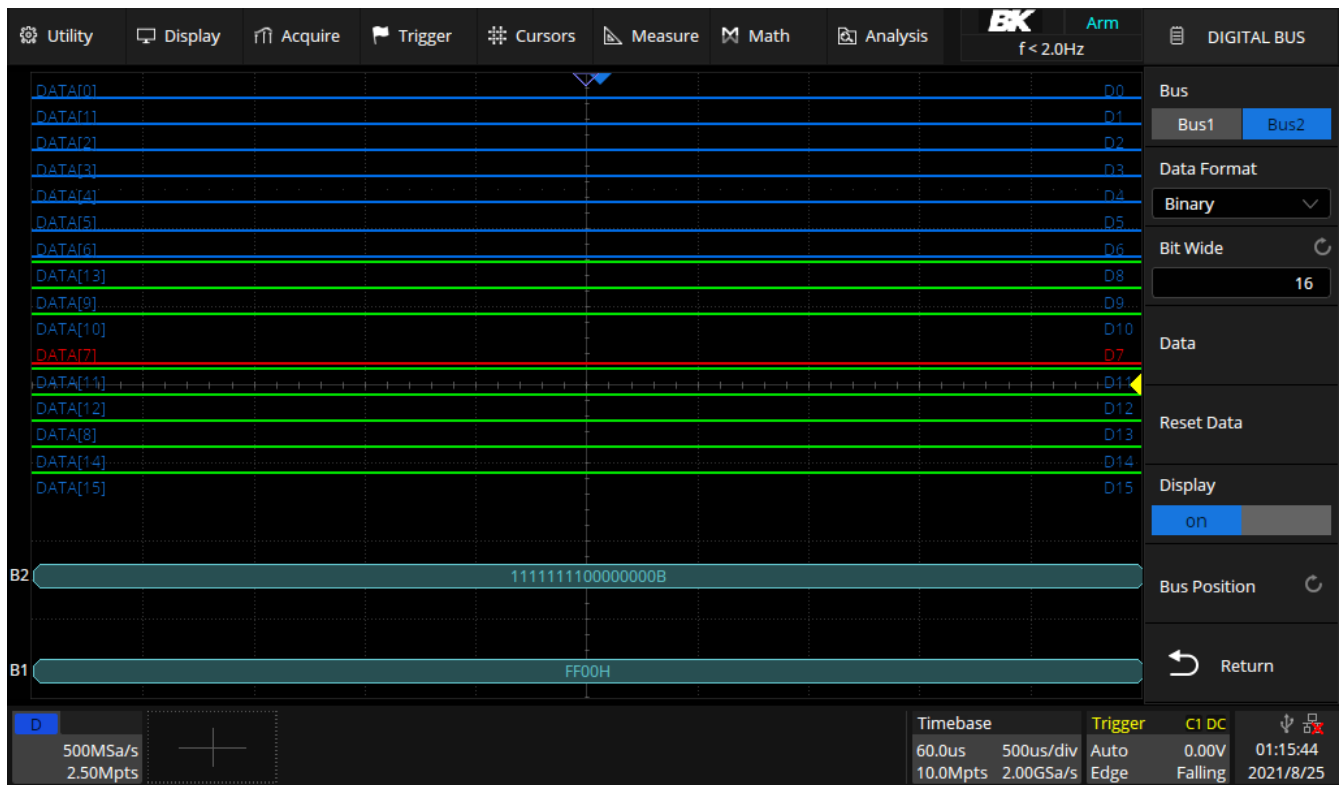 Utility Display Acquire Trigger Cursors Measure Math Analysis BK Arm
f < 2.0Hz
DIGITAL BUS
DATA[0] D0
DATA[1] D1
DATA[2] D2
DATA[3] D3
DATA[4] D4
DATA[5] D5
DATA[6] D6
DATA[13] D8
DATA[9] D9
DATA[10] D10
DATA[7] D7
DATA[11] D11
DATA[12] D12
DATA[8] D13
DATA[14] D14
DATA[15] D15
B2 1111111100000000B
B1 FF00H
Bus
Bus1 Bus2
Data Format
Binary
Bit Wide
16
Data
Reset Data
Display
on
Bus Position
Return
D
500MSa/s
2.50Mpts
Timebase
60.0us 500us/div
10.0Mpts 2.00GSa/s
Trigger C1 DC
Auto 0.00V
Edge Falling
01:15:44
2021/8/25